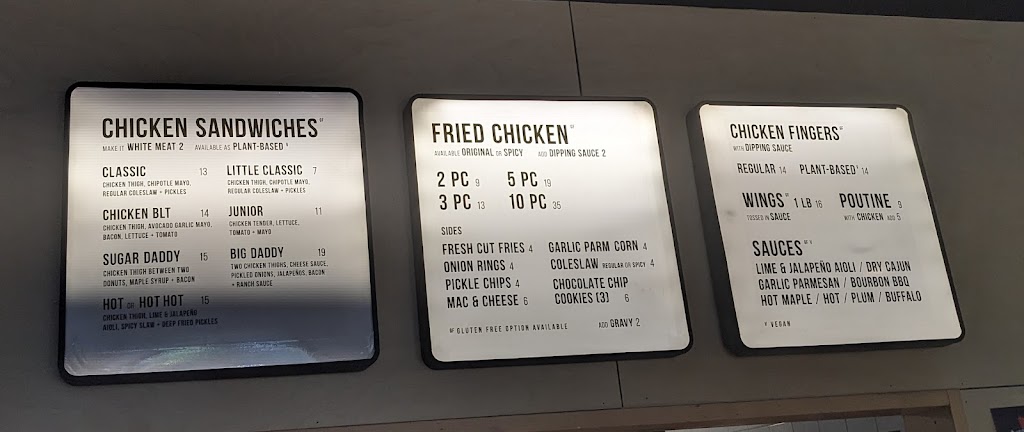 CHICKEN SANDWICHES GF
MAKE IT WHITE MEAT 2 AVAILABLE AS PLANT-BASED V
CLASSIC 13
CHICKEN THIGH, CHIPOTLE MAYO,
REGULAR COLESLAW + PICKLES
LITTLE CLASSIC 7
CHICKEN THIGH, CHIPOTLE MAYO,
REGULAR COLESLAW + PICKLES
CHICKEN BLT 14
CHICKEN THIGH, AVOCADO GARLIC MAYO,
BACON, LETTUCE + TOMATO
JUNIOR 11
CHICKEN TENDER, LETTUCE,
TOMATO + MAYO
SUGAR DADDY 15
CHICKEN THIGH BETWEEN TWO
DONUTS, MAPLE SYRUP + BACON
BIG DADDY 19
TWO CHICKEN THIGHS, CHEESE SAUCE,
PICKLED ONIONS, JALAPEÑOS, BACON
+ RANCH SAUCE
HOT OR HOT HOT 15
CHICKEN THIGH, LIME & JALAPEÑO
AIOLI, SPICY SLAW + DEEP FRIED PICKLES
FRIED CHICKEN GF
AVAILABLE ORIGINAL OR SPICY ADD DIPPING SAUCE 2
2 PC 9 5 PC 19
3 PC 13 10 PC 35
SIDES
FRESH CUT FRIES 4
ONION RINGS 4
PICKLE CHIPS 4
MAC & CHEESE 6
GARLIC PARM CORN 4
COLESLAW REGULAR OR SPICY 4
CHOCOLATE CHIP
COOKIES (3) 6
GF GLUTEN FREE OPTION AVAILABLE ADD GRAVY 2
CHICKEN FINGERS GF
WITH DIPPING SAUCE
REGULAR 14 PLANT-BASED V 14
WINGS GF 1 LB 16
TOSSED IN SAUCE
POUTINE 9
WITH CHICKEN ADD 5
SAUCES GF V
LIME & JALAPEÑO AIOLI / DRY CAJUN
GARLIC PARMESAN / BOURBON BBQ
HOT MAPLE / HOT / PLUM / BUFFALO
V VEGAN